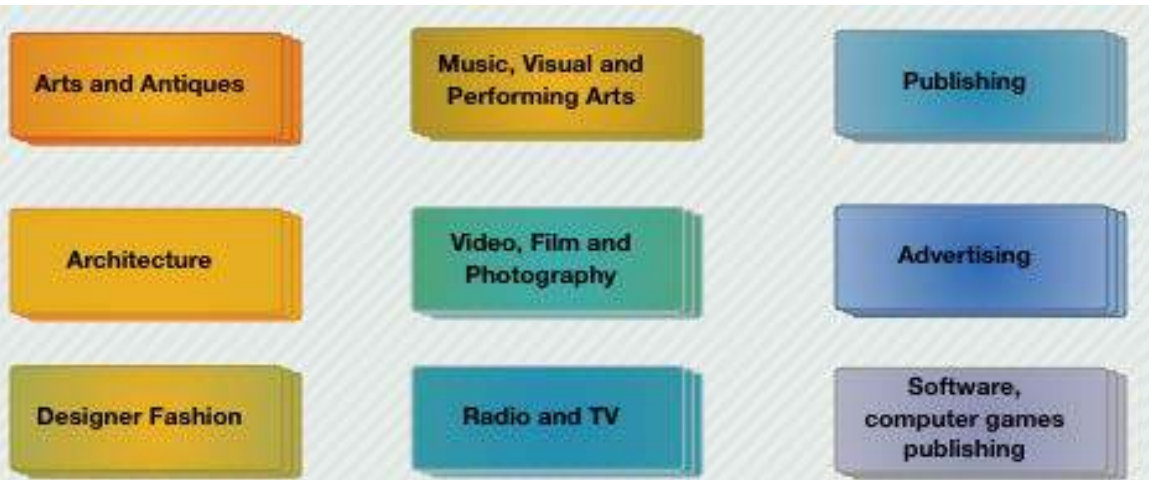 Arts and Antiques
Music, Visual and
Performing Arts
Publishing
Architecture
Video, Film and
Photography
Advertising
Designer Fashion
Radio and TV
Software,
computer games
publishing